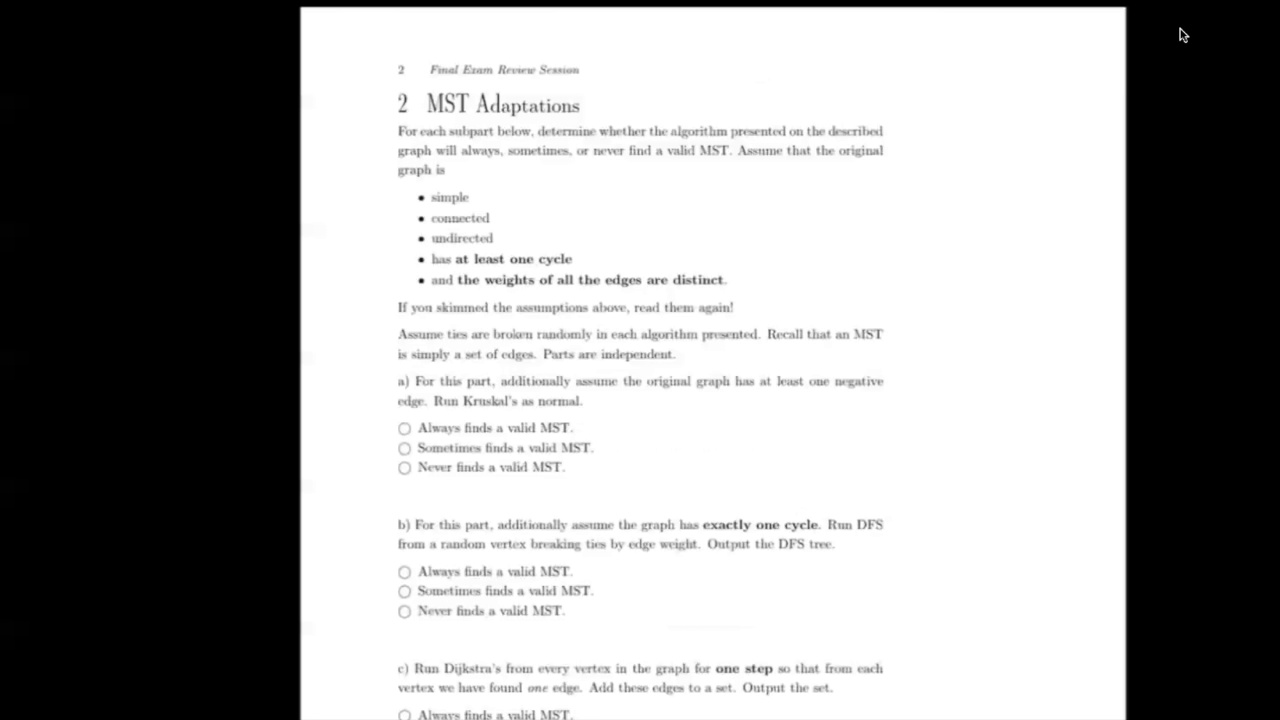 2 Final Exam Review Session
2 MST Adaptations
For each subpart below, determine whether the algorithm presented on the described
graph will always, sometimes, or never find a valid MST. Assume that the original
graph is
• simple
• connected
• undirected
• has at least one cycle
• and the weights of all the edges are distinct.
If you skimmed the assumptions above, read them again!
Assume ties are broken randomly in each algorithm presented. Recall that an MST
is simply a set of edges. Parts are independent.
a) For this part, additionally assume the original graph has at least one negative
edge. Run Kruskal's as normal.
○ Always finds a valid MST.
○ Sometimes finds a valid MST.
○ Never finds a valid MST.
b) For this part, additionally assume the graph has exactly one cycle. Run DFS
from a random vertex breaking ties by edge weight. Output the DFS tree.
○ Always finds a valid MST.
○ Sometimes finds a valid MST.
○ Never finds a valid MST.
c) Run Dijkstra's from every vertex in the graph for one step so that from each
vertex we have found one edge. Add these edges to a set. Output the set.
○ Always finds a valid MST.